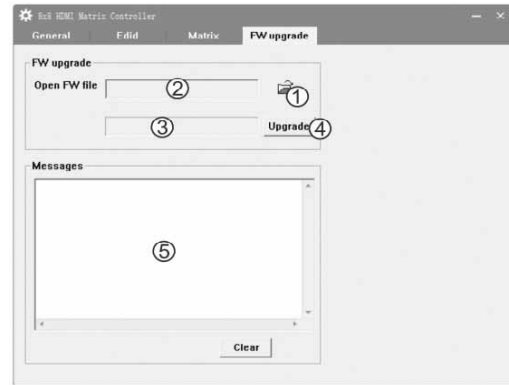 8x8 HDMI Matrix Controller
General Edid Matrix FW upgrade
FW upgrade
Open FW file ② ①
③ Upgrade ④
Messages
⑤
Clear